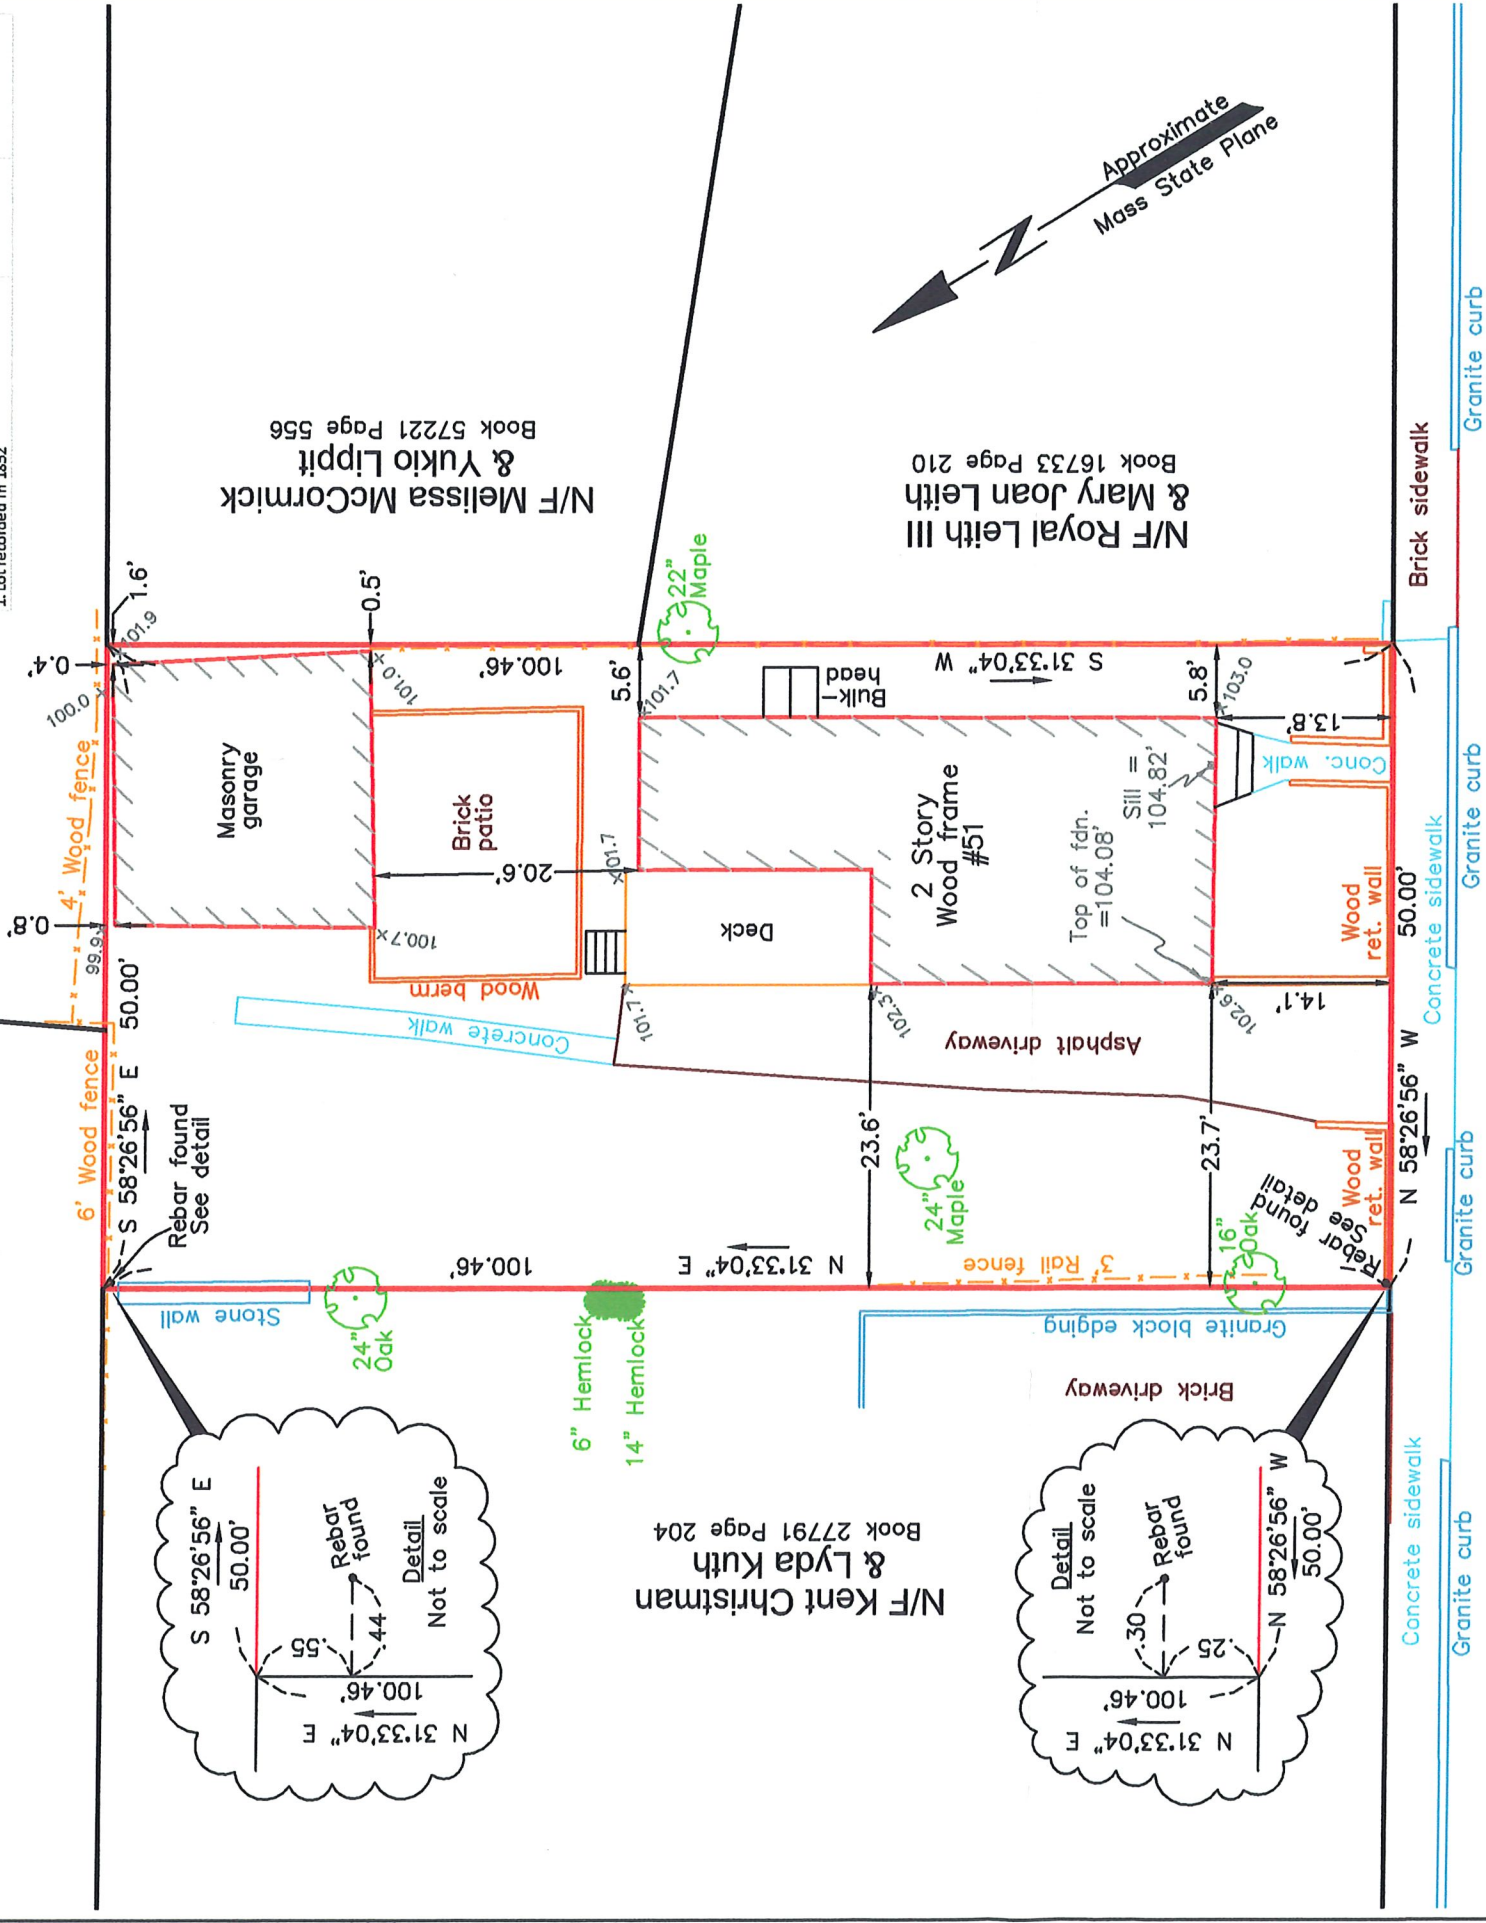 1. Lot recorded in 1892
N/F Melissa McCormick
& Yukio Lippit
Book 57221 Page 556
N/F Royal Leith III
& Mary Joan Leith
Book 16733 Page 210
N/F Kent Christman
& Lyda Kuth
Book 27791 Page 204
Approximate
Mass State Plane
N
0.4'
1.6'
101.9
100.0
4' Wood fence
0.8'
99.9
Masonry
garage
0.5'
101.0
100.46'
S 31°33'04" W
22"
Maple
Bulk-
head
5.6'
101.7
5.8'
103.0
13.8'
Conc. walk
Brick sidewalk
Granite curb
Granite curb
Brick
patio
20.6'
101.7
100.7
Wood berm
Deck
2 Story
Wood frame
#51
Sill =
104.82'
Top of fdn.
=104.08'
Wood
ret. wall
50.00'
Concrete sidewalk
S 58°26'56" E 50.00'
6' Wood fence
Rebar found
See detail
Concrete walk
101.7
102.3
102.6
14.1'
Asphalt driveway
23.6'
23.7'
24"
Maple
N 58°26'56" W
Wood
ret. wall
Rebar found
See
detail
16"
Oak
3' Rail fence
N 31°33'04" E
100.46'
Stone wall
24"
Oak
6" Hemlock
14" Hemlock
Granite block edging
Brick driveway
Granite curb
S 58°26'56" E
50.00'
.55
.44
Rebar
found
Detail
Not to scale
100.46'
N 31°33'04" E
Detail
Not to scale
.30
Rebar
found
.25
N 58°26'56" W
50.00'
100.46'
N 31°33'04" E
Concrete sidewalk
Granite curb